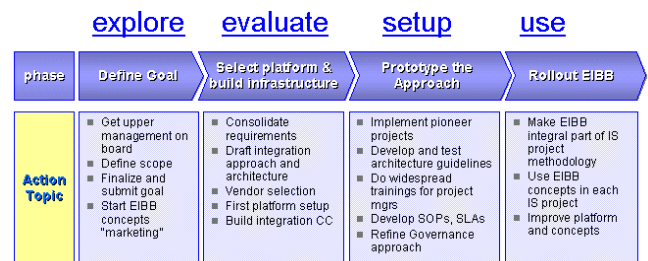 explore evaluate setup use
phase
Define Goal
Select platform &
build infrastructure
Prototype the
Approach
Rollout EIBB
Action
Topic
Get upper
management on
board
Define scope
Finalize and
submit goal
Start EIBB
concepts
"marketing"
Consolidate
requirements
Draft integration
approach and
architecture
Vendor selection
First platform setup
Build integration CC
Implement pioneer
projects
Develop and test
architecture guidelines
Do widespread
trainings for project
mgrs
Develop SOPs, SLAs
Refine Governance
approach
Make EIBB
integral part of IS
project
methodology
Use EIBB
concepts in each
IS project
Improve platform
and concepts